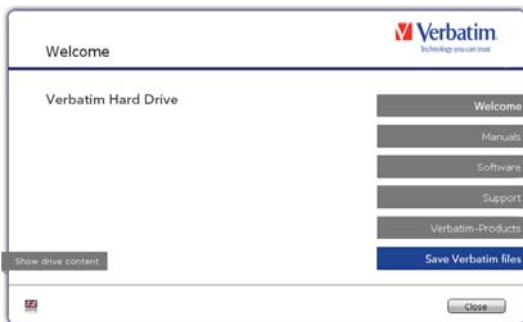 Welcome
Verbatim
Technology you can trust
Verbatim Hard Drive
Welcome
Manuals
Software
Support
Verbatim-Products
Save Verbatim files
Show drive content
Close